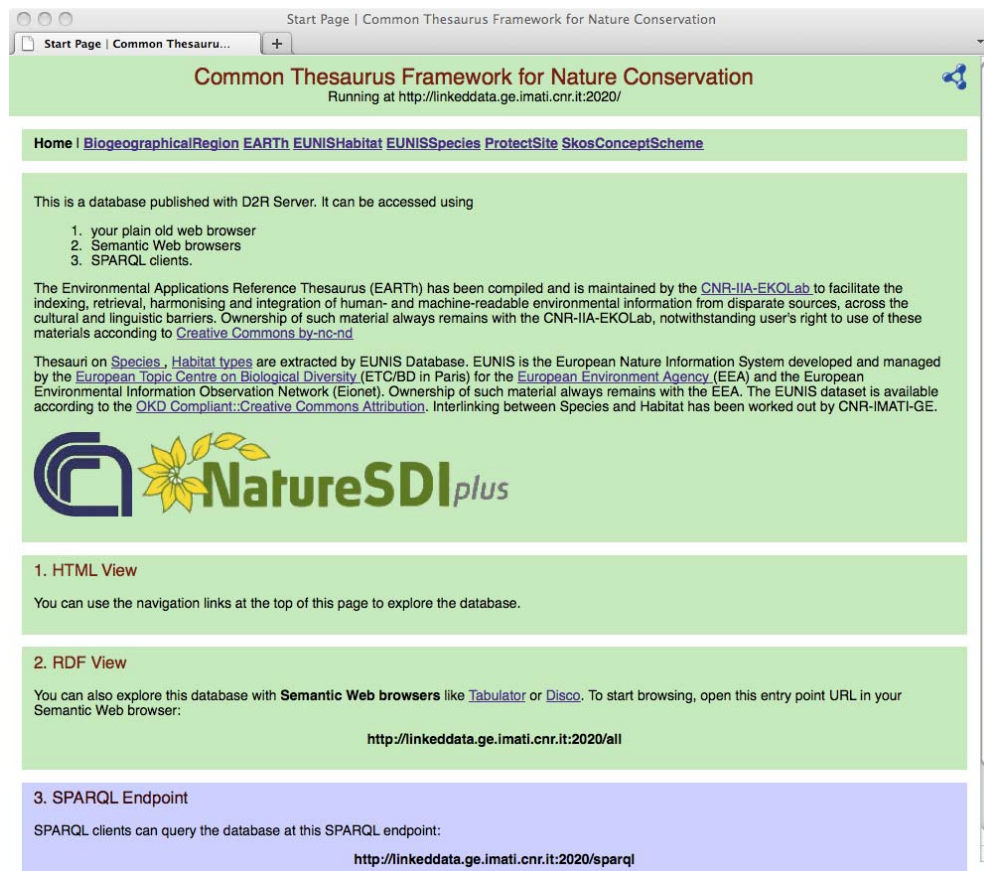 Start Page | Common Thesaurus Framework for Nature Conservation
Start Page | Common Thesauru...
+
Common Thesaurus Framework for Nature Conservation
Running at http://linkeddata.ge.imati.cnr.it:2020/
Home | BiogeographicalRegion EARTh EUNISHabitat EUNISSpecies ProtectSite SkosConceptScheme
This is a database published with D2R Server. It can be accessed using
1. your plain old web browser
2. Semantic Web browsers
3. SPARQL clients.
The Environmental Applications Reference Thesaurus (EARTh) has been compiled and is maintained by the CNR-IIA-EKOLab to facilitate the
indexing, retrieval, harmonising and integration of human- and machine-readable environmental information from disparate sources, across the
cultural and linguistic barriers. Ownership of such material always remains with the CNR-IIA-EKOLab, notwithstanding user's right to use of these
materials according to Creative Commons by-nc-nd
Thesauri on Species , Habitat types are extracted by EUNIS Database. EUNIS is the European Nature Information System developed and managed
by the European Topic Centre on Biological Diversity (ETC/BD in Paris) for the European Environment Agency (EEA) and the European
Environmental Information Observation Network (Eionet). Ownership of such material always remains with the EEA. The EUNIS dataset is available
according to the OKD Compliant::Creative Commons Attribution. Interlinking between Species and Habitat has been worked out by CNR-IMATI-GE.
NatureSDIplus
1. HTML View
You can use the navigation links at the top of this page to explore the database.
2. RDF View
You can also explore this database with Semantic Web browsers like Tabulator or Disco. To start browsing, open this entry point URL in your
Semantic Web browser:
http://linkeddata.ge.imati.cnr.it:2020/all
3. SPARQL Endpoint
SPARQL clients can query the database at this SPARQL endpoint:
http://linkeddata.ge.imati.cnr.it:2020/sparql